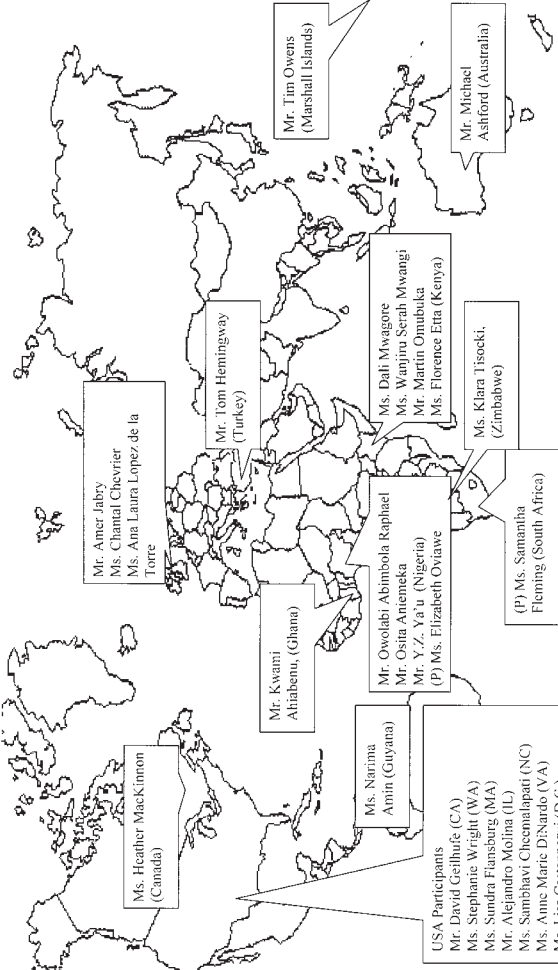 Ms. Heather MacKinnon
(Canada)
Mr. Amer Jabry
Ms. Chantal Chevrier
Ms. Ana Laura Lopez de la
Torre
Mr. Tom Hemingway
(Turkey)
Mr. Tim Owens
(Marshall Islands)
Mr. Kwami
Ahiabenu, (Ghana)
Ms. Narima
Amin (Guyana)
Mr. Owolabi Abimbola Raphael
Mr. Osita Aniemeka
Mr. Y.Z. Ya'u (Nigeria)
(P) Ms. Elizabeth Oviawe
Ms. Dali Mwagore
Ms. Wanjiru Serah Mwangi
Mr. Martin Omubuka
Ms. Florence Etta (Kenya)
Mr. Michael
Ashford (Australia)
Ms. Klara Tisocki,
(Zimbabwe)
(P) Ms. Samantha
Fleming (South Africa)
USA Participants
Mr. David Geilhufe (CA)
Ms. Stephanie Wright (WA)
Ms. Sundra Flansburg (MA)
Mr. Alejandro Molina (IL)
Ms. Sambhavi Cheemalapati (NC)
Ms. Anne Marie DiNardo (VA)